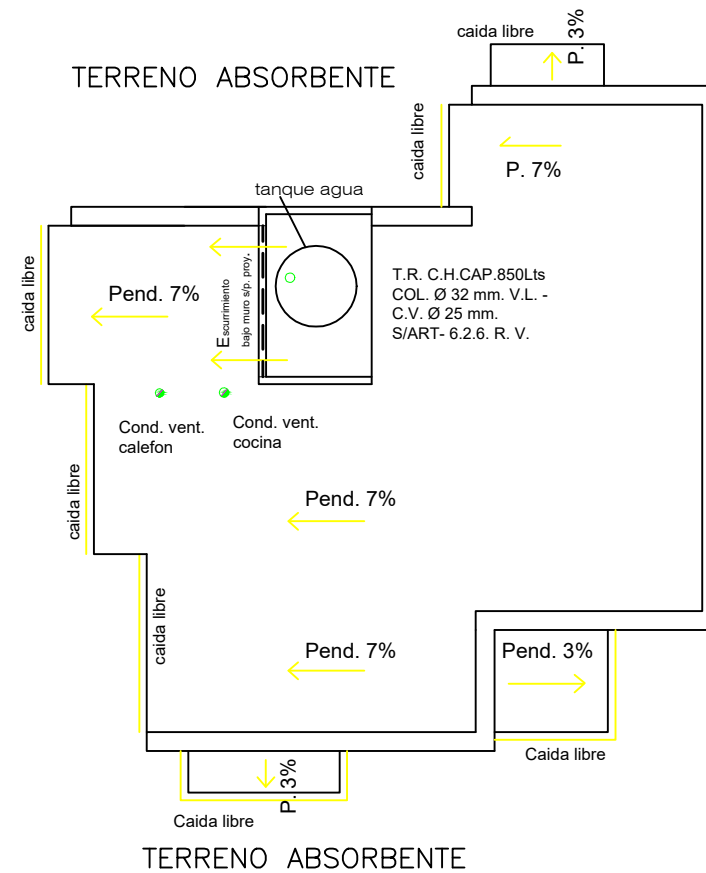 caida libre
P. 3%
TERRENO ABSORBENTE
caida libre
P. 7%
tanque agua
caida libre
Pend. 7%
Escurrimiento
bajo muro s/p. proy.
T.R. C.H.CAP.850Lts
COL. Ø 32 mm. V.L. -
C.V. Ø 25 mm.
S/ART- 6.2.6. R. V.
Cond. vent.
calefon
Cond. vent.
cocina
caida libre
Pend. 7%
caida libre
Pend. 7%
Pend. 3%
Caida libre
P. 3%
Caida libre
TERRENO ABSORBENTE